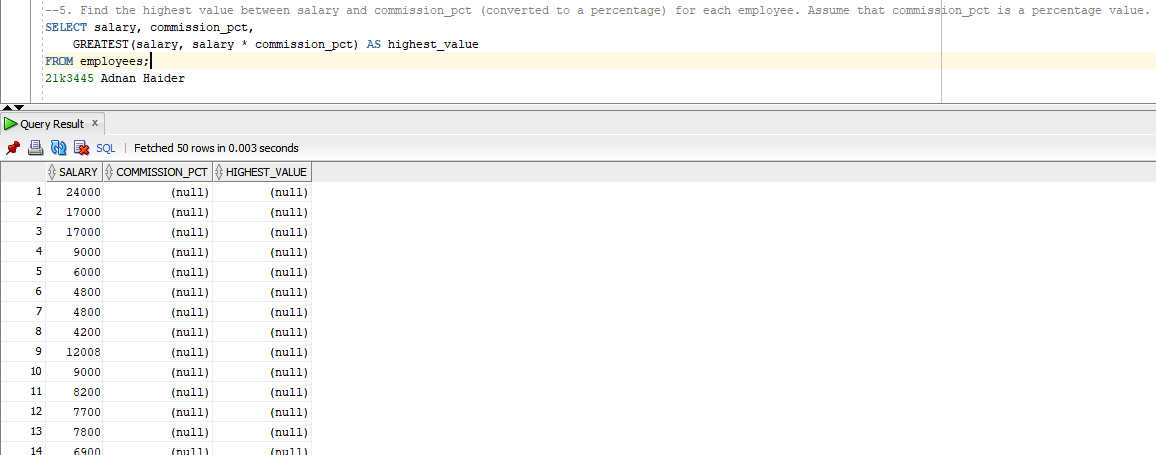 --5. Find the highest value between salary and commission_pct (converted to a percentage) for each employee. Assume that commission_pct is a percentage value.
SELECT salary, commission_pct,
GREATEST(salary, salary * commission_pct) AS highest_value
FROM employees;
21k3445 Adnan Haider
Query Result x
SQL | Fetched 50 rows in 0.003 seconds
SALARY COMMISSION_PCT HIGHEST_VALUE
1 24000 (null) (null)
2 17000 (null) (null)
3 17000 (null) (null)
4 9000 (null) (null)
5 6000 (null) (null)
6 4800 (null) (null)
7 4800 (null) (null)
8 4200 (null) (null)
9 12008 (null) (null)
10 9000 (null) (null)
11 8200 (null) (null)
12 7700 (null) (null)
13 7800 (null) (null)
14 6900 (null) (null)